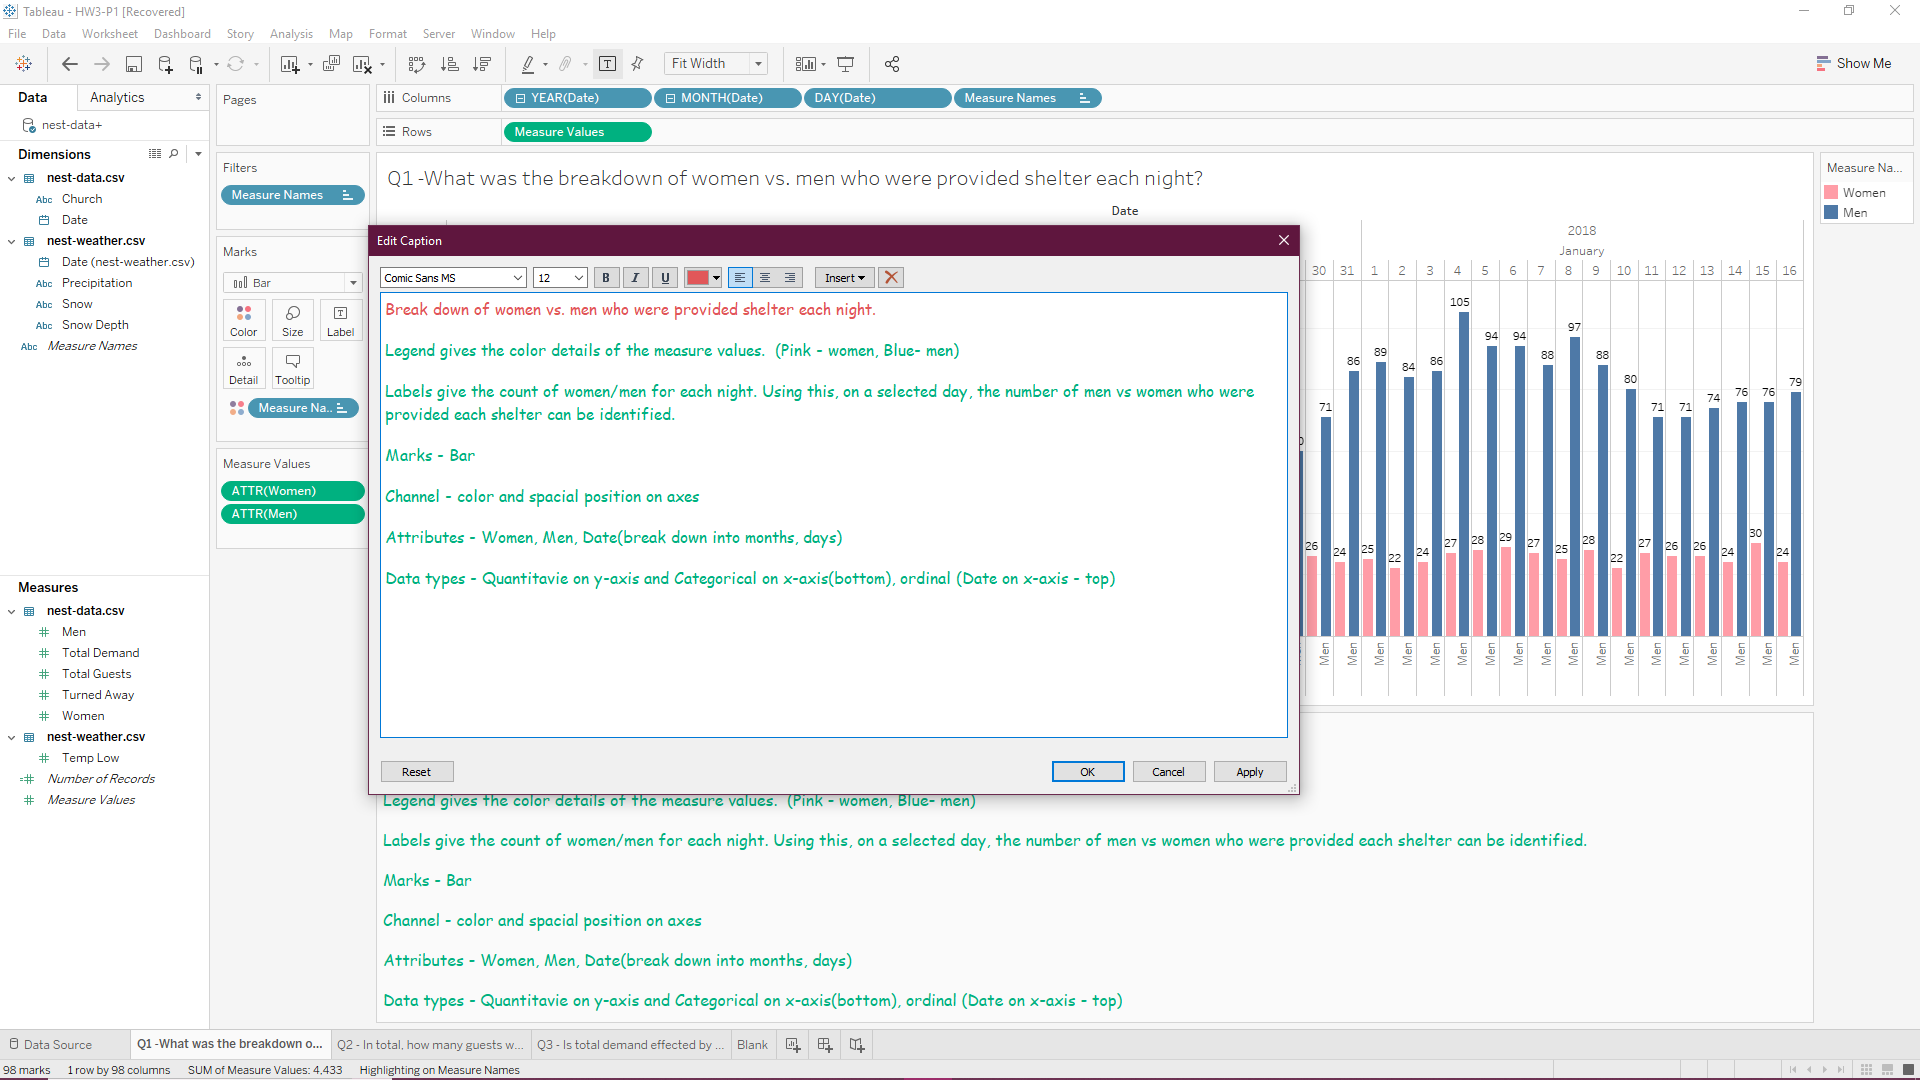 Tableau - HW3-P1 [Recovered]
File Data Worksheet Dashboard Story Analysis Map Format Server Window Help
Fit Width
Show Me
Data Analytics
nest-data+
Dimensions
nest-data.csv
Abc Church
Date
nest-weather.csv
Date (nest-weather.csv)
Abc Precipitation
Abc Snow
Abc Snow Depth
Abc Measure Names
Measures
nest-data.csv
Men
Total Demand
Total Guests
Turned Away
Women
nest-weather.csv
Temp Low
Number of Records
Measure Values
Pages
Filters
Measure Names
Marks
Bar
Color Size Label
Detail Tooltip
Measure Na..
Measure Values
ATTR(Women)
ATTR(Men)
Columns YEAR(Date) MONTH(Date) DAY(Date) Measure Names
Rows Measure Values
Q1 -What was the breakdown of women vs. men who were provided shelter each night?
Date
2018
January
30 31 1 2 3 4 5 6 7 8 9 10 11 12 13 14 15 16
71 86 89 84 86 105 94 94 88 97 88 80 71 71 74 76 76 79
26 24 25 22 24 27 28 29 27 25 28 22 27 26 26 24 30 24
Men Men Men Men Men Men Men Men Men Men Men Men Men Men Men Men Men Men
Measure Na...
Women
Men
Edit Caption
Comic Sans MS 12 B I U Insert
Break down of women vs. men who were provided shelter each night.
Legend gives the color details of the measure values. (Pink - women, Blue- men)
Labels give the count of women/men for each night. Using this, on a selected day, the number of men vs women who were
provided each shelter can be identified.
Marks - Bar
Channel - color and spacial position on axes
Attributes - Women, Men, Date(break down into months, days)
Data types - Quantitavie on y-axis and Categorical on x-axis(bottom), ordinal (Date on x-axis - top)
Reset OK Cancel Apply
Legend gives the color details of the measure values. (Pink - women, Blue- men)
Labels give the count of women/men for each night. Using this, on a selected day, the number of men vs women who were provided each shelter can be identified.
Marks - Bar
Channel - color and spacial position on axes
Attributes - Women, Men, Date(break down into months, days)
Data types - Quantitavie on y-axis and Categorical on x-axis(bottom), ordinal (Date on x-axis - top)
Data Source Q1 -What was the breakdown o... Q2 - In total, how many guests w... Q3 - Is total demand effected by ... Blank
98 marks 1 row by 98 columns SUM of Measure Values: 4,433 Highlighting on Measure Names